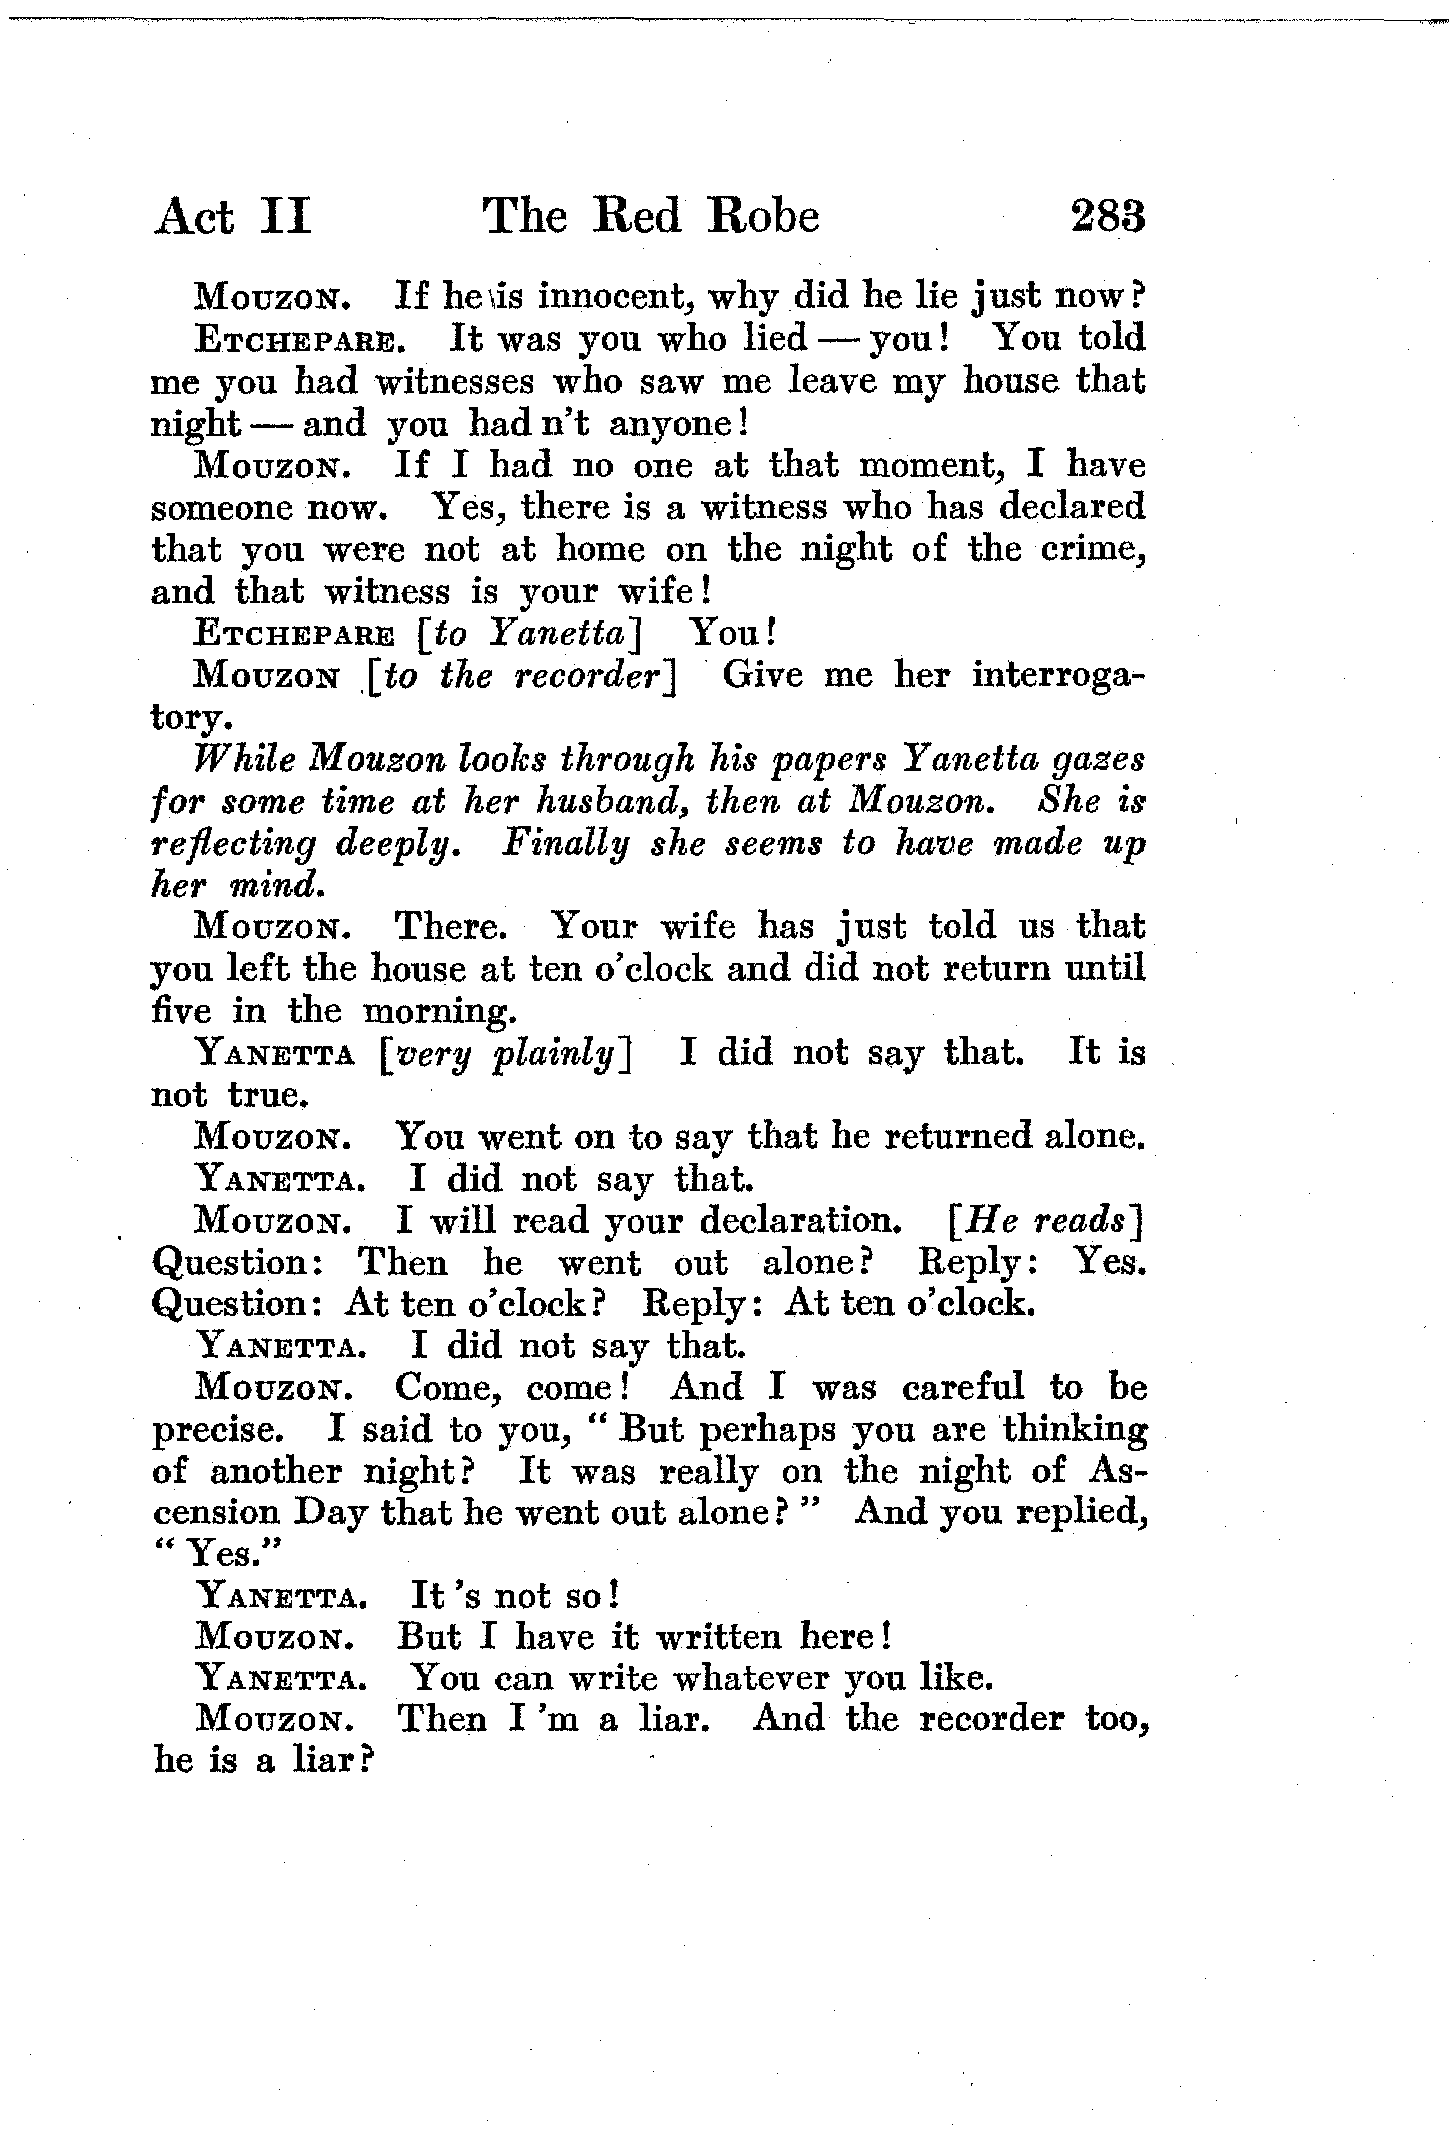 Act II The Red Robe 283
MOUZON. If he is innocent, why did he lie just now?
ETCHEPARE. It was you who lied — you! You told
me you had witnesses who saw me leave my house that
night — and you had n't anyone!
MOUZON. If I had no one at that moment, I have
someone now. Yes, there is a witness who has declared
that you were not at home on the night of the crime,
and that witness is your wife!
ETCHEPARE [to Yanetta] You!
MOUZON [to the recorder] Give me her interroga-
tory.
While Mouzon looks through his papers Yanetta gazes
for some time at her husband, then at Mouzon. She is
reflecting deeply. Finally she seems to have made up
her mind.
MOUZON. There. Your wife has just told us that
you left the house at ten o'clock and did not return until
five in the morning.
YANETTA [very plainly] I did not say that. It is
not true.
MOUZON. You went on to say that he returned alone.
YANETTA. I did not say that.
MOUZON. I will read your declaration. [He reads]
Question: Then he went out alone? Reply: Yes.
Question: At ten o'clock? Reply: At ten o'clock.
YANETTA. I did not say that.
MOUZON. Come, come! And I was careful to be
precise. I said to you, "But perhaps you are thinking
of another night? It was really on the night of As-
cension Day that he went out alone?" And you replied,
"Yes."
YANETTA. It 's not so!
MOUZON. But I have it written here!
YANETTA. You can write whatever you like.
MOUZON. Then I 'm a liar. And the recorder too,
he is a liar?